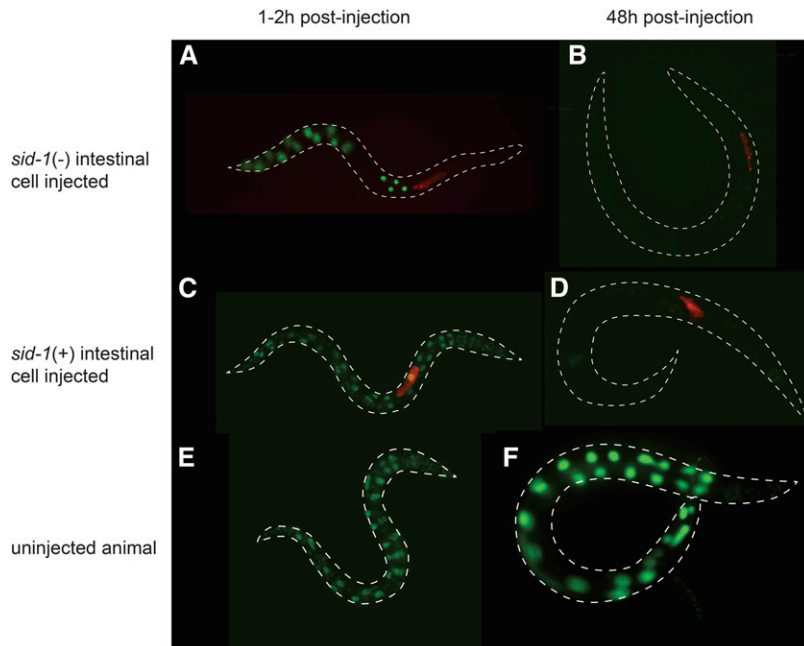 1-2h post-injection 48h post-injection
A B
sid-1(-) intestinal
cell injected
C D
sid-1(+) intestinal
cell injected
E F
uninjected animal